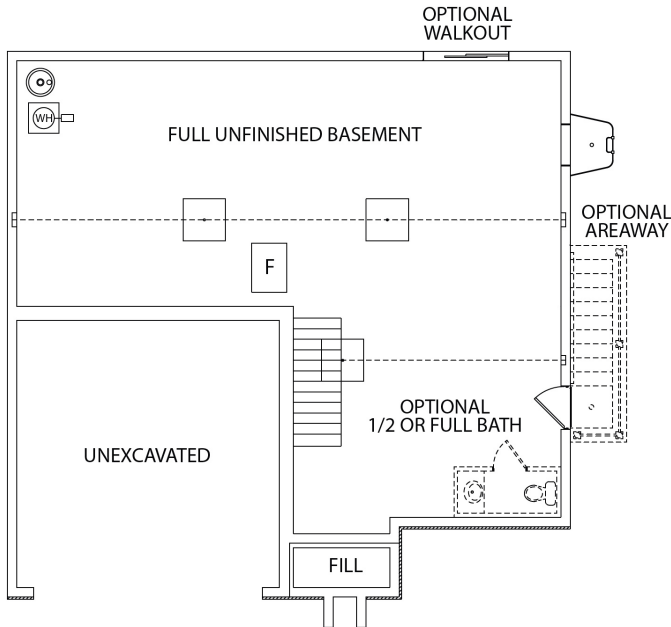 OPTIONAL
WALKOUT
WH
FULL UNFINISHED BASEMENT
OPTIONAL
AREAWAY
F
OPTIONAL
1/2 OR FULL BATH
UNEXCAVATED
FILL